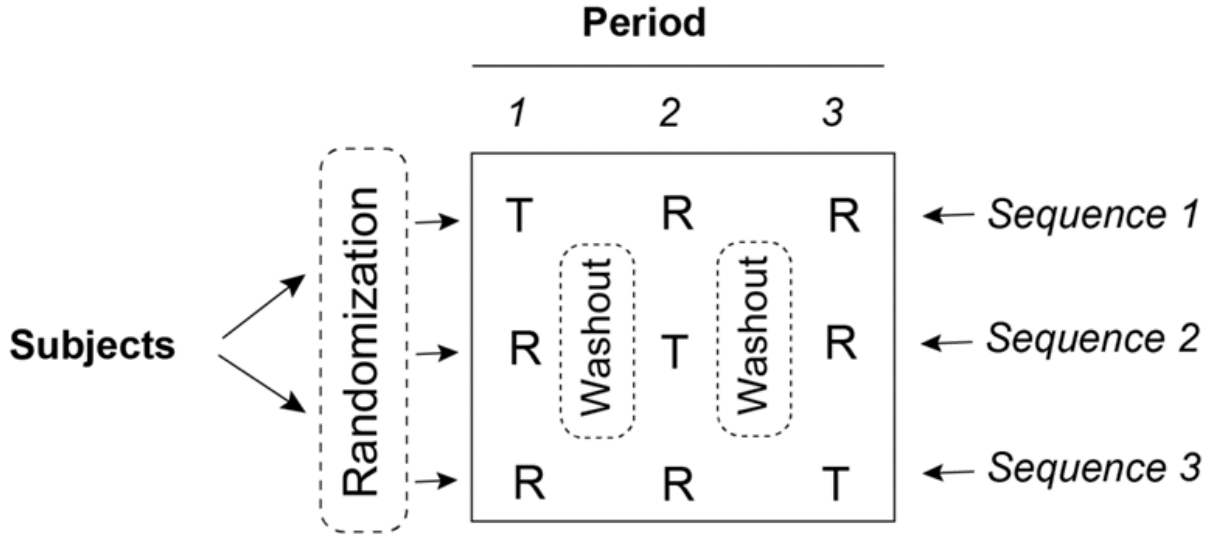 Period
1 2 3
T R R Sequence 1
Subjects Randomization R Washout T Washout R Sequence 2
R R T Sequence 3